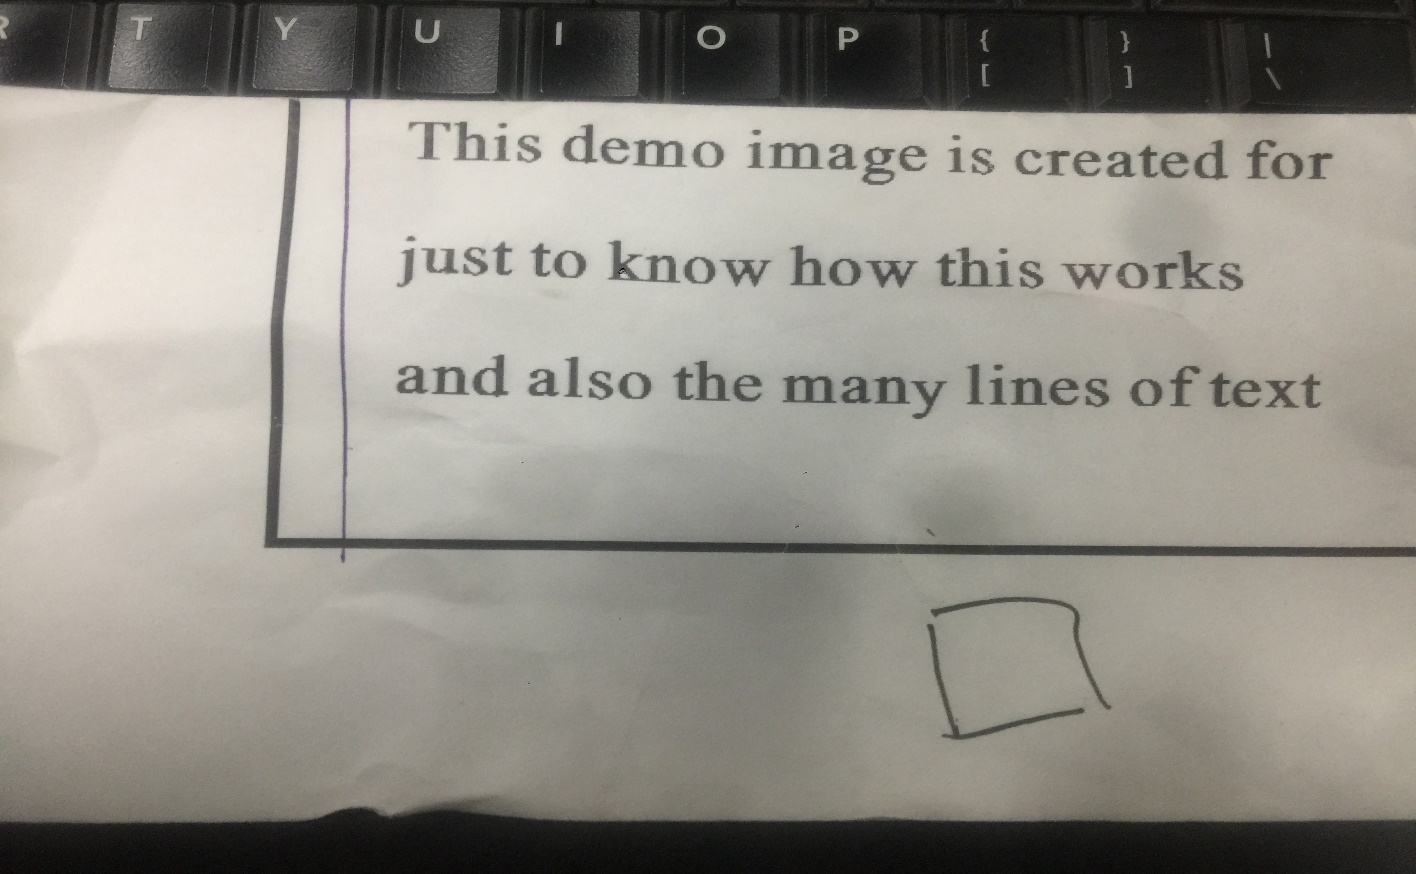 R T Y U I O P { [ } ] | \
This demo image is created for
just to know how this works
and also the many lines of text